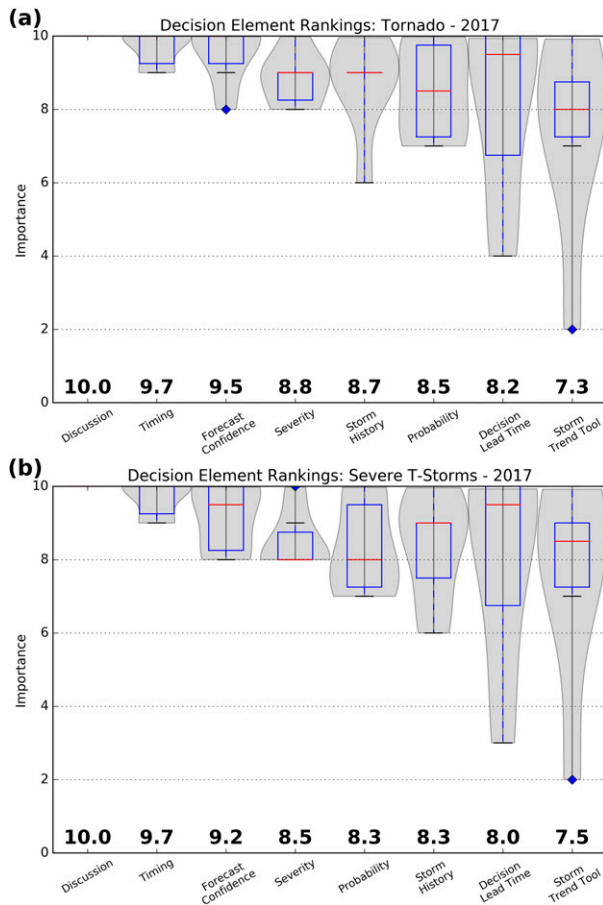 (a)
Decision Element Rankings: Tornado - 2017
10
8
6
4
2
0
Importance
10.0 9.7 9.5 8.8 8.7 8.5 8.2 7.3
Discussion
Timing
Forecast
Confidence
Severity
Storm
History
Probability
Decision
Lead Time
Storm
Trend Tool
(b)
Decision Element Rankings: Severe T-Storms - 2017
10
8
6
4
2
0
Importance
10.0 9.7 9.2 8.5 8.3 8.3 8.0 7.5
Discussion
Timing
Forecast
Confidence
Severity
Probability
Storm
History
Decision
Lead Time
Storm
Trend Tool